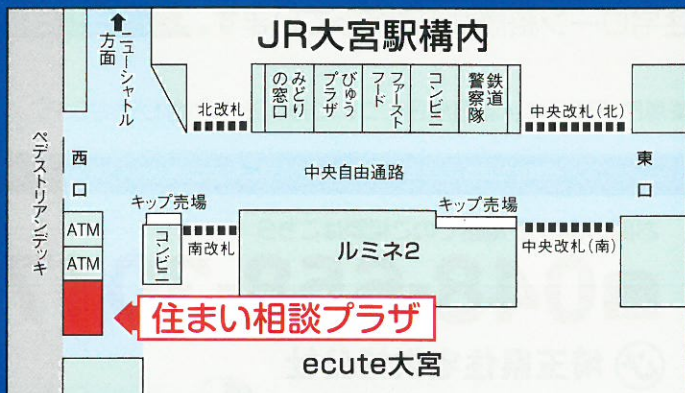 JR大宮駅構内
ニューシャトル
方面
みどり
の窓口
びゅう
プラザ
ファースト
フード
コンビニ
鉄道
警察隊
北改札
中央改札(北)
ペデストリアンデッキ
西口
中央自由通路
東口
キップ売場
キップ売場
ATM
ATM
コンビニ
南改札
ルミネ2
中央改札(南)
住まい相談プラザ
ecute大宮